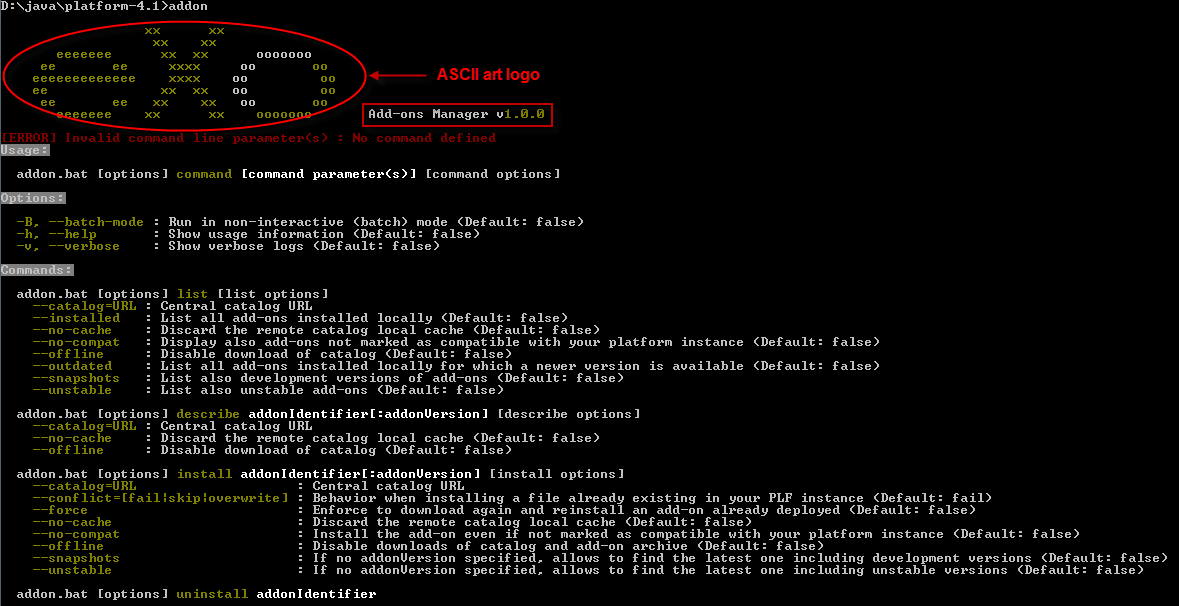 D:\java\platform-4.1>addon
xx xx
xx xx
eeeeeee xx xx ooooooo
ee ee xxxx oo oo
eeeeeeeeeeeee xxxx oo oo
ee xx xx oo oo
ee ee xx xx oo oo
eeeeeee xx xx ooooooo
ASCII art logo
Add-ons Manager v1.0.0
[ERROR] Invalid command line parameter(s) : No command defined
Usage:
addon.bat [options] command [command parameter(s)] [command options]
Options:
-B, --batch-mode : Run in non-interactive (batch) mode (Default: false)
-h, --help : Show usage information (Default: false)
-v, --verbose : Show verbose logs (Default: false)
Commands:
addon.bat [options] list [list options]
--catalog=URL : Central catalog URL
--installed : List all add-ons installed locally (Default: false)
--no-cache : Discard the remote catalog local cache (Default: false)
--no-compat : Display also add-ons not marked as compatible with your platform instance (Default: false)
--offline : Disable download of catalog (Default: false)
--outdated : List all add-ons installed locally for which a newer version is available (Default: false)
--snapshots : List also development versions of add-ons (Default: false)
--unstable : List also unstable add-ons (Default: false)
addon.bat [options] describe addonIdentifier[:addonVersion] [describe options]
--catalog=URL : Central catalog URL
--no-cache : Discard the remote catalog local cache (Default: false)
--offline : Disable download of catalog (Default: false)
addon.bat [options] install addonIdentifier[:addonVersion] [install options]
--catalog=URL : Central catalog URL
--conflict=[fail|skip|overwrite] : Behavior when installing a file already existing in your PLF instance (Default: fail)
--force : Enforce to download again and reinstall an add-on already deployed (Default: false)
--no-cache : Discard the remote catalog local cache (Default: false)
--no-compat : Install the add-on even if not marked as compatible with your platform instance (Default: false)
--offline : Disable downloads of catalog and add-on archive (Default: false)
--snapshots : If no addonVersion specified, allows to find the latest one including development versions (Default: false)
--unstable : If no addonVersion specified, allows to find the latest one including unstable versions (Default: false)
addon.bat [options] uninstall addonIdentifier